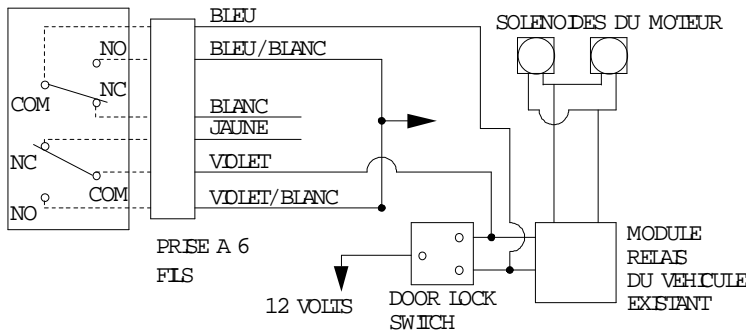 BLEU
SOLENOIDES DU MOTEUR
NO
BLEU/BLANC
NC
COM
BLANC
JAUNE
NC
VIOLET
COM
NO
VIOLET/BLANC
PRISE A 6
FILS
MODULE
RELAIS
DU VEHICULE
EXISTANT
12 VOLTS
DOOR LOCK
SWITCH